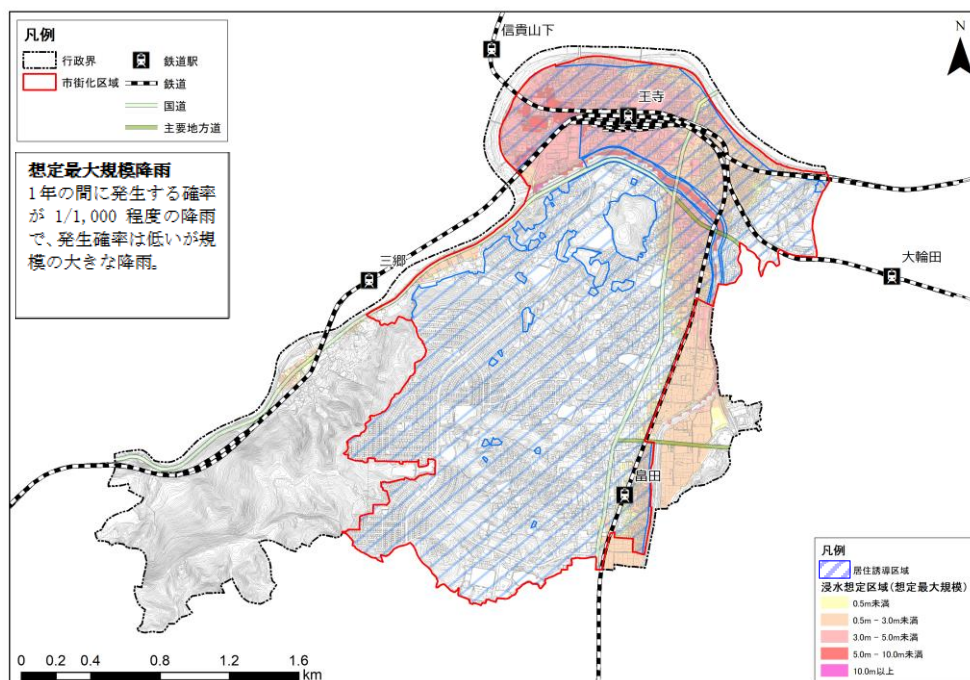 凡例
行政界
鉄道駅
市街化区域
鉄道
国道
主要地方道
想定最大規模降雨
1年の間に発生する確率
が 1/1,000 程度の降雨
で、発生確率は低いが規
模の大きな降雨。
信貴山下
N
王寺
三郷
大輪田
畠田
凡例
居住誘導区域
浸水想定区域(想定最大規模)
0.5m未満
0.5m - 3.0m未満
3.0m - 5.0m未満
5.0m - 10.0m未満
10.0m以上
0 0.2 0.4 0.8 1.2 1.6
km